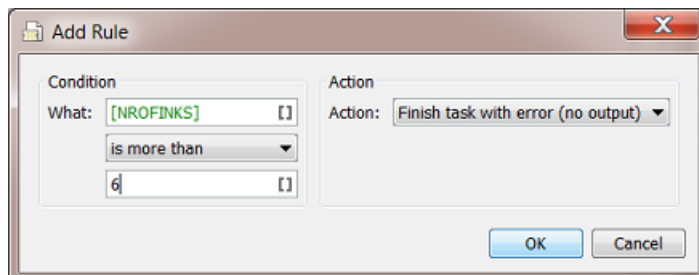 Add Rule
Condition
What: [NROFINKS] []
is more than
6 []
Action
Action: Finish task with error (no output)
OK Cancel